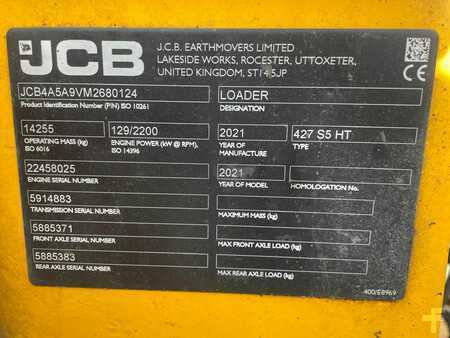 JCB
J.C.B. EARTHMOVERS LIMITED
LAKESIDE WORKS, ROCESTER, UTTOXETER,
UNITED KINGDOM, ST14 5JP
CE
JCB4A5A9VM2680124
Product Identification Number (PIN) ISO 10261
LOADER
DESIGNATION
14255
OPERATING MASS (kg)
ISO 6016
129/2200
ENGINE POWER (kW @ RPM).
ISO 14396
2021
YEAR OF
MANUFACTURE
427 S5 HT
TYPE
22458025
ENGINE SERIAL NUMBER
2021
YEAR OF MODEL
HOMOLOGATION No.
5914883
TRANSMISSION SERIAL NUMBER
MAXIMUM MASS (kg)
5885371
FRONT AXLE SERIAL NUMBER
MAX FRONT AXLE LOAD (kg)
5885383
REAR AXLE SERIAL NUMBER
MAX REAR AXLE LOAD (kg)
400/E8969